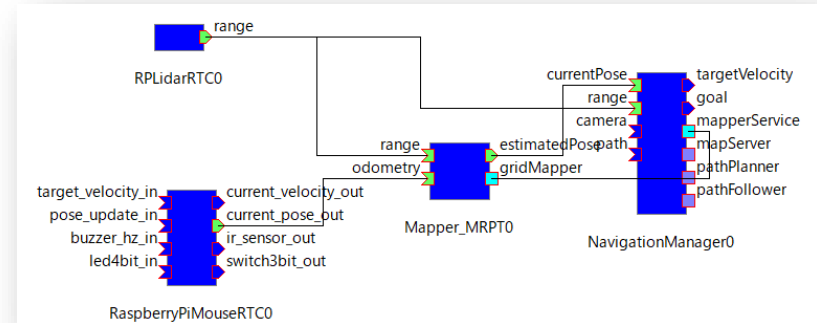 range
RPLidarRTC0
currentPose
range
camera
path
targetVelocity
goal
mapperService
mapServer
pathPlanner
pathFollower
NavigationManager0
range
odometry
estimatedPose
gridMapper
Mapper_MRPT0
target_velocity_in
pose_update_in
buzzer_hz_in
led4bit_in
current_velocity_out
current_pose_out
ir_sensor_out
switch3bit_out
RaspberryPiMouseRTC0